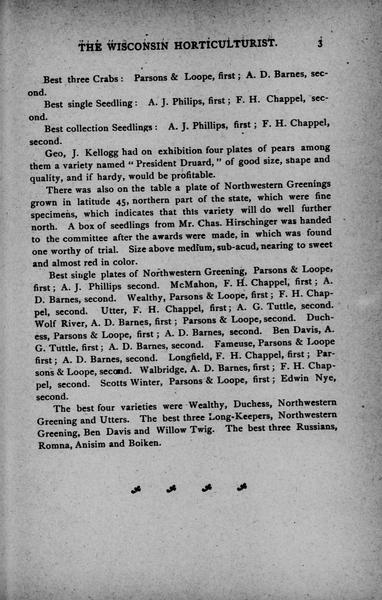 THE WISCONSIN HORTICULTURIST. 3
Best three Crabs: Parsons & Loope, first; A. D. Barnes, sec-
ond.
Best single Seedling: A. J. Philips, first; F. H. Chappel, sec-
ond.
Best collection Seedlings: A. J. Phillips, first; F. H. Chappel,
second.
Geo, J. Kellogg had on exhibition four plates of pears among
them a variety named "President Druard," of good size, shape and
quality, and if hardy, would be profitable.
There was also on the table a plate of Northwestern Greenings
grown in latitude 45, northern part of the state, which were fine
specimens, which indicates that this variety will do well further
north. A box of seedlings from Mr. Chas. Hirschinger was handed
to the committee after the awards were made, in which was found
one worthy of trial. Size above medium, sub-acud, nearing to sweet
and almost red in color.
Best single plates of Northwestern Greening, Parsons & Loope,
first; A. J. Phillips second. McMahon, F. H. Chappel, first; A.
D. Barnes, second. Wealthy, Parsons & Loope, first; F. H. Chap-
pel, second. Utter, F. H. Chappel, first; A. G. Tuttle, second.
Wolf River, A. D. Barnes, first; Parsons & Loope, second. Duch-
ess, Parsons & Loope, first; A. D. Barnes, second. Ben Davis, A.
G. Tuttle, first; A. D. Barnes, second. Fameuse, Parsons & Loope
first; A. D. Barnes, second. Longfield, F. H. Chappel, first; Par-
sons & Loope, second. Walbridge, A. D. Barnes, first; F. H. Chap-
pel, second. Scotts Winter, Parsons & Loope, first; Edwin Nye,
second.
The best four varieties were Wealthy, Duchess, Northwestern
Greening and Utters. The best three Long-Keepers, Northwestern
Greening, Ben Davis and Willow Twig. The best three Russians,
Romna, Anisim and Boiken.